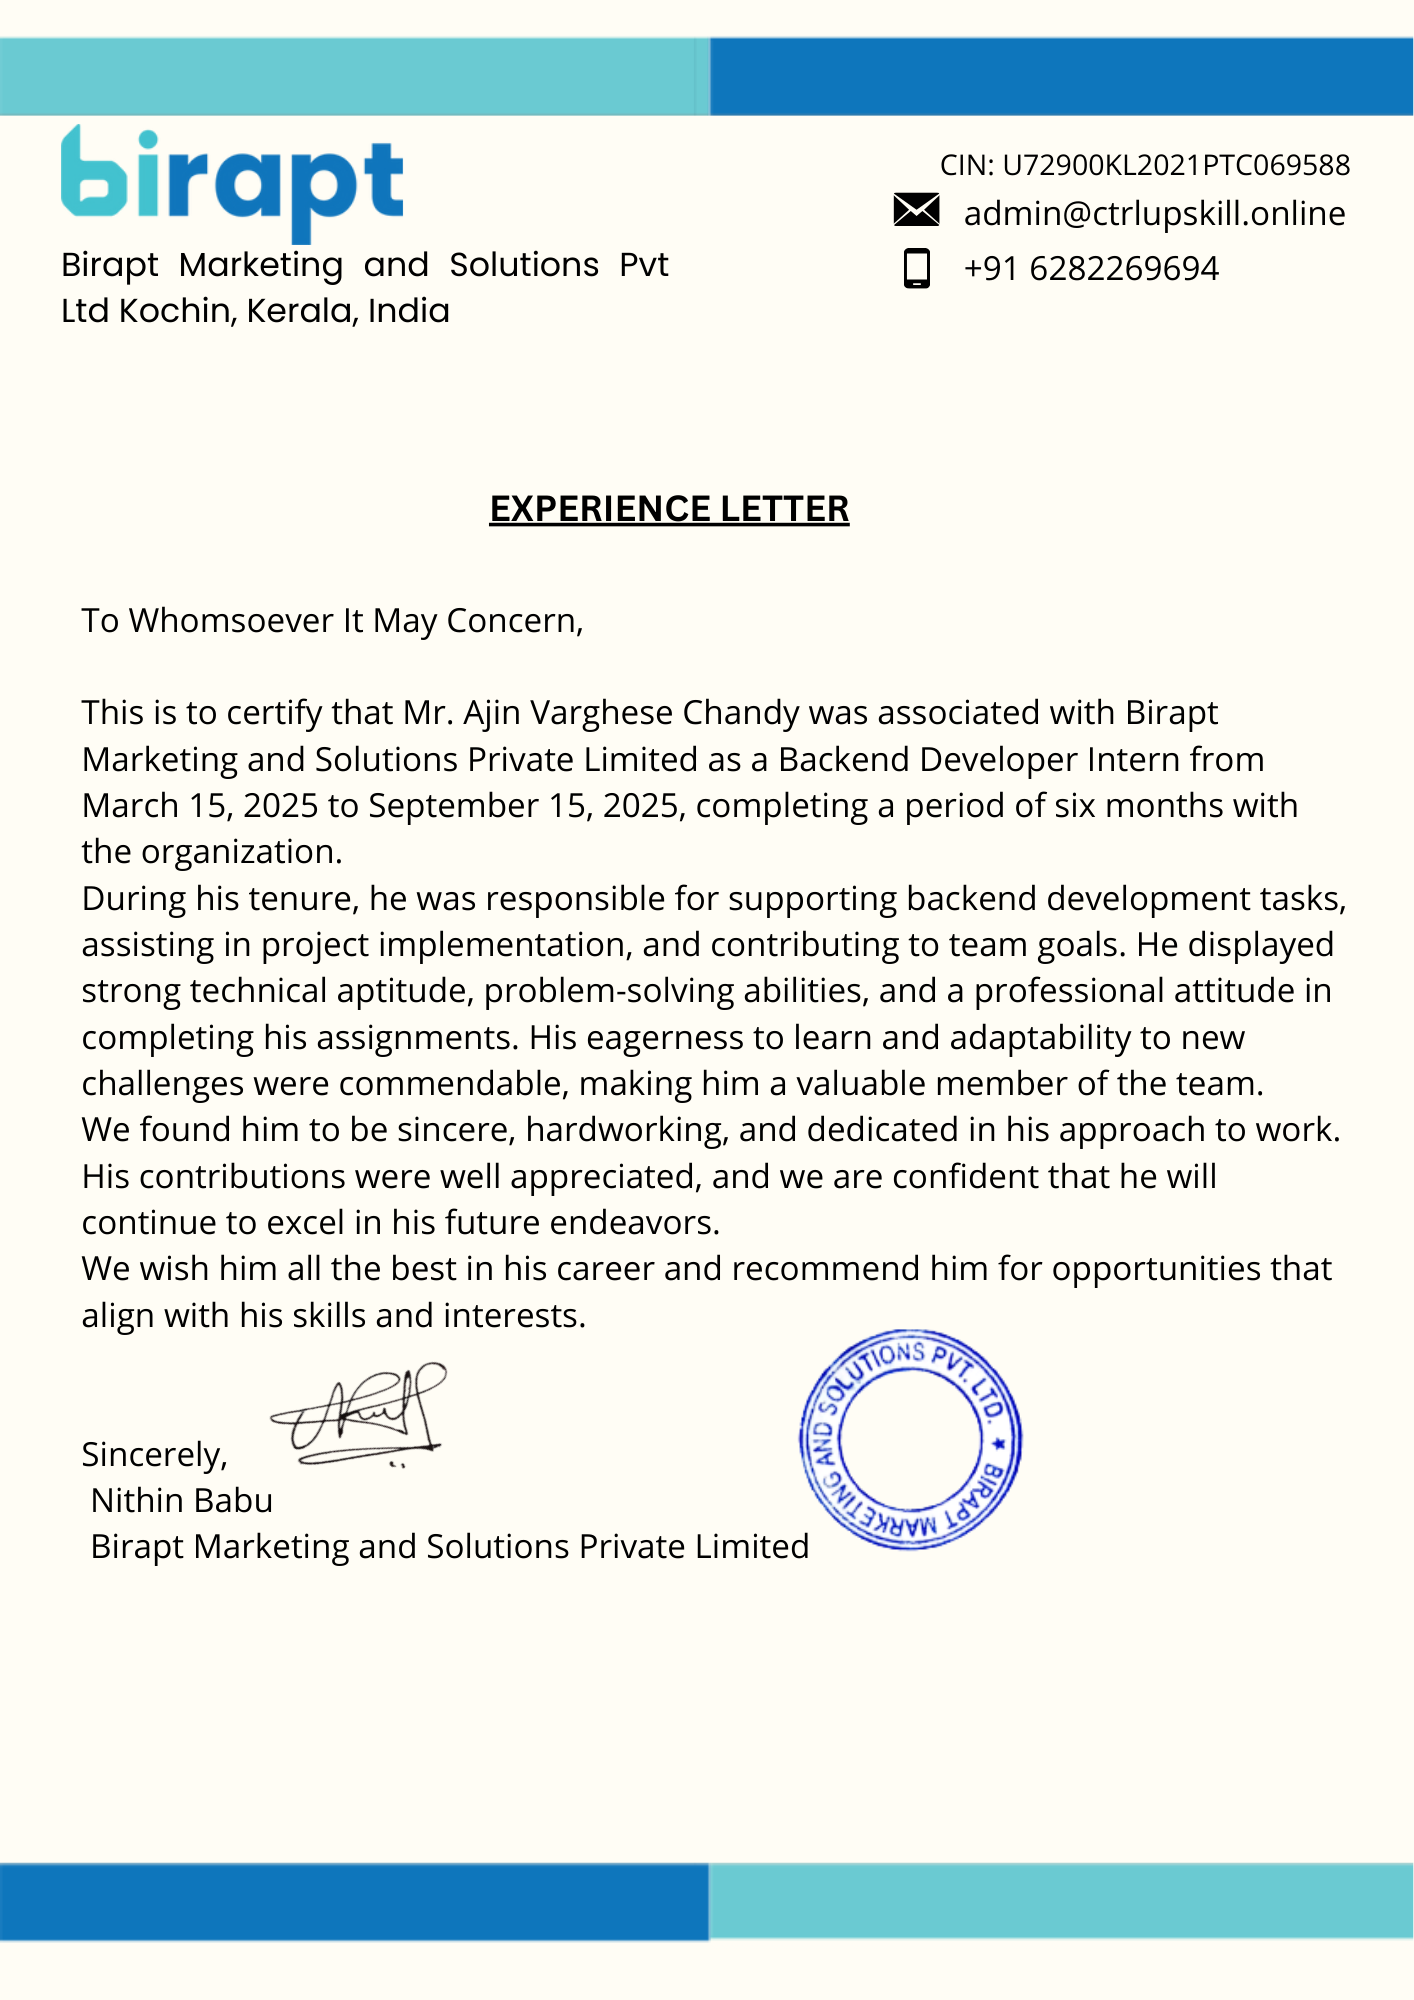 birapt
Birapt Marketing and Solutions Pvt
Ltd Kochin, Kerala, India
CIN: U72900KL2021PTC069588
admin@ctrlupskill.online
+91 6282269694
EXPERIENCE LETTER
To Whomsoever It May Concern,
This is to certify that Mr. Ajin Varghese Chandy was associated with Birapt
Marketing and Solutions Private Limited as a Backend Developer Intern from
March 15, 2025 to September 15, 2025, completing a period of six months with
the organization.
During his tenure, he was responsible for supporting backend development tasks,
assisting in project implementation, and contributing to team goals. He displayed
strong technical aptitude, problem-solving abilities, and a professional attitude in
completing his assignments. His eagerness to learn and adaptability to new
challenges were commendable, making him a valuable member of the team.
We found him to be sincere, hardworking, and dedicated in his approach to work.
His contributions were well appreciated, and we are confident that he will
continue to excel in his future endeavors.
We wish him all the best in his career and recommend him for opportunities that
align with his skills and interests.
Sincerely,
Nithin Babu
Birapt Marketing and Solutions Private Limited
BIRAPT MARKETING AND SOLUTIONS PVT. LTD. ★